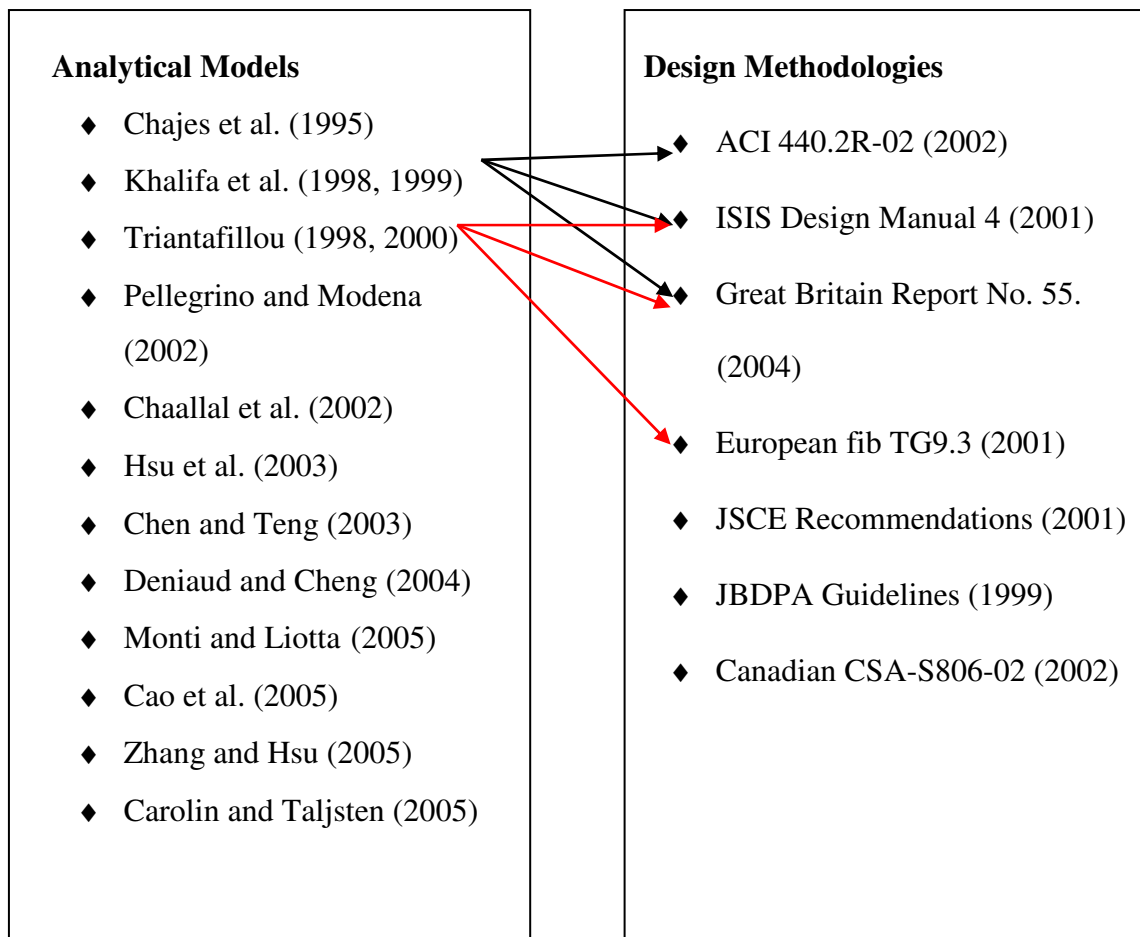 Analytical Models
♦ Chajes et al. (1995)
♦ Khalifa et al. (1998, 1999)
♦ Triantafillou (1998, 2000)
♦ Pellegrino and Modena
(2002)
♦ Chaallal et al. (2002)
♦ Hsu et al. (2003)
♦ Chen and Teng (2003)
♦ Deniaud and Cheng (2004)
♦ Monti and Liotta (2005)
♦ Cao et al. (2005)
♦ Zhang and Hsu (2005)
♦ Carolin and Taljsten (2005)
Design Methodologies
♦ ACI 440.2R-02 (2002)
♦ ISIS Design Manual 4 (2001)
♦ Great Britain Report No. 55.
(2004)
♦ European fib TG9.3 (2001)
♦ JSCE Recommendations (2001)
♦ JBDPA Guidelines (1999)
♦ Canadian CSA-S806-02 (2002)